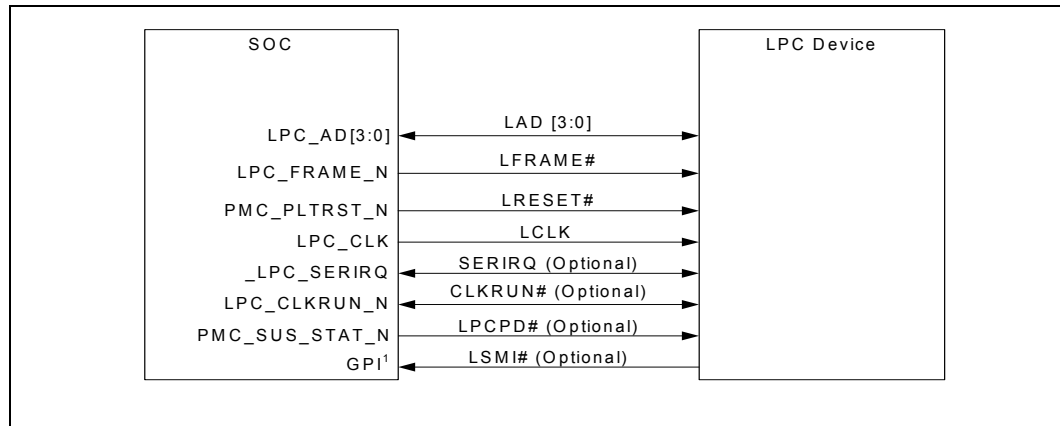 SOC LPC Device
LPC_AD[3:0] LAD [3:0]
LPC_FRAME_N LFRAME#
PMC_PLTRST_N LRESET#
LPC_CLK LCLK
_LPC_SERIRQ SERIRQ (Optional)
LPC_CLKRUN_N CLKRUN# (Optional)
PMC_SUS_STAT_N LPCPD# (Optional)
GPI¹ LSMI# (Optional)